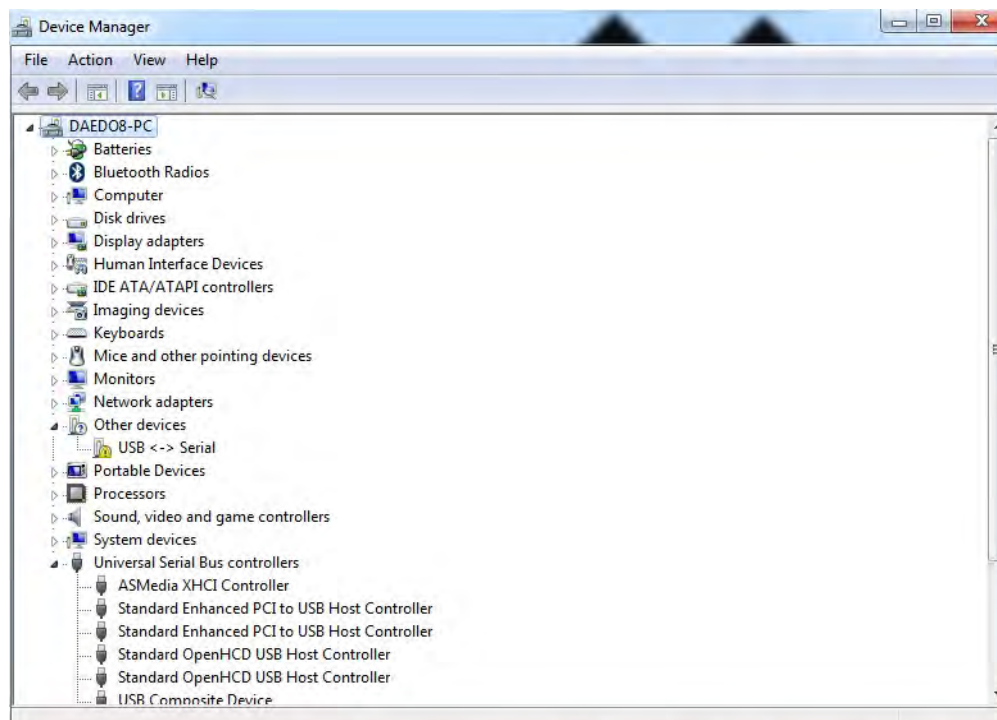 Device Manager
File Action View Help
DAEDO8-PC
Batteries
Bluetooth Radios
Computer
Disk drives
Display adapters
Human Interface Devices
IDE ATA/ATAPI controllers
Imaging devices
Keyboards
Mice and other pointing devices
Monitors
Network adapters
Other devices
USB <-> Serial
Portable Devices
Processors
Sound, video and game controllers
System devices
Universal Serial Bus controllers
ASMedia XHCI Controller
Standard Enhanced PCI to USB Host Controller
Standard Enhanced PCI to USB Host Controller
Standard OpenHCD USB Host Controller
Standard OpenHCD USB Host Controller
USB Composite Device